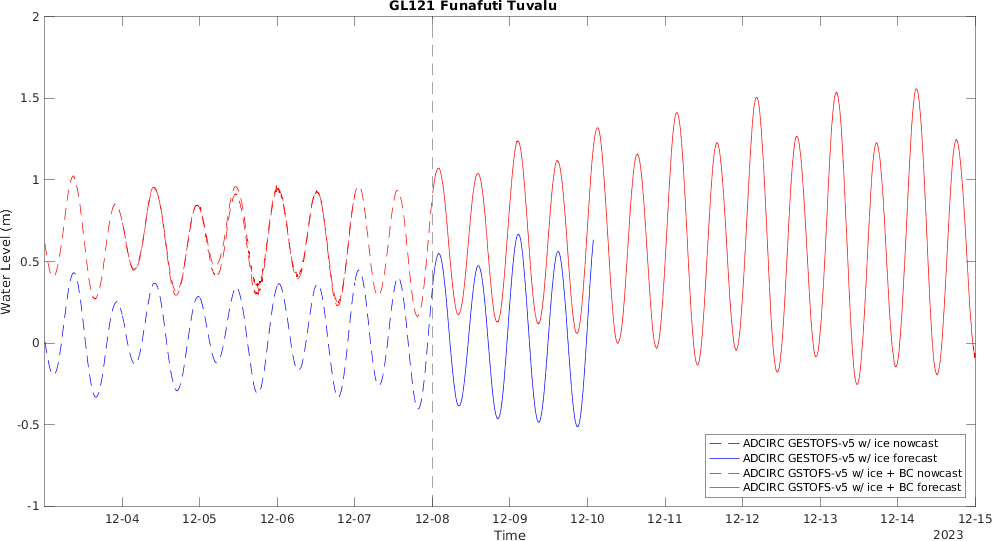 GL121 Funafuti Tuvalu
2
1.5
1
0.5
0
-0.5
-1
Water Level (m)
ADCIRC GESTOFS-v5 w/ ice nowcast
ADCIRC GESTOFS-v5 w/ ice forecast
ADCIRC GSTOFS-v5 w/ ice + BC nowcast
ADCIRC GSTOFS-v5 w/ ice + BC forecast
12-04 12-05 12-06 12-07 12-08 12-09 12-10 12-11 12-12 12-13 12-14 12-15
Time
2023